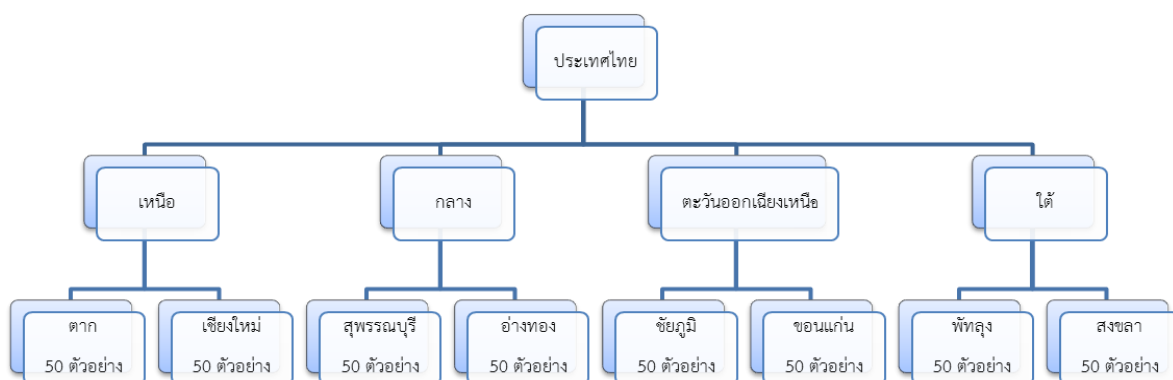 ประเทศไทย
เหนือ
กลาง
ตะวันออกเฉียงเหนือ
ใต้
ตาก
50 ตัวอย่าง
เชียงใหม่
50 ตัวอย่าง
สุพรรณบุรี
50 ตัวอย่าง
อ่างทอง
50 ตัวอย่าง
ชัยภูมิ
50 ตัวอย่าง
ขอนแก่น
50 ตัวอย่าง
พัทลุง
50 ตัวอย่าง
สงขลา
50 ตัวอย่าง